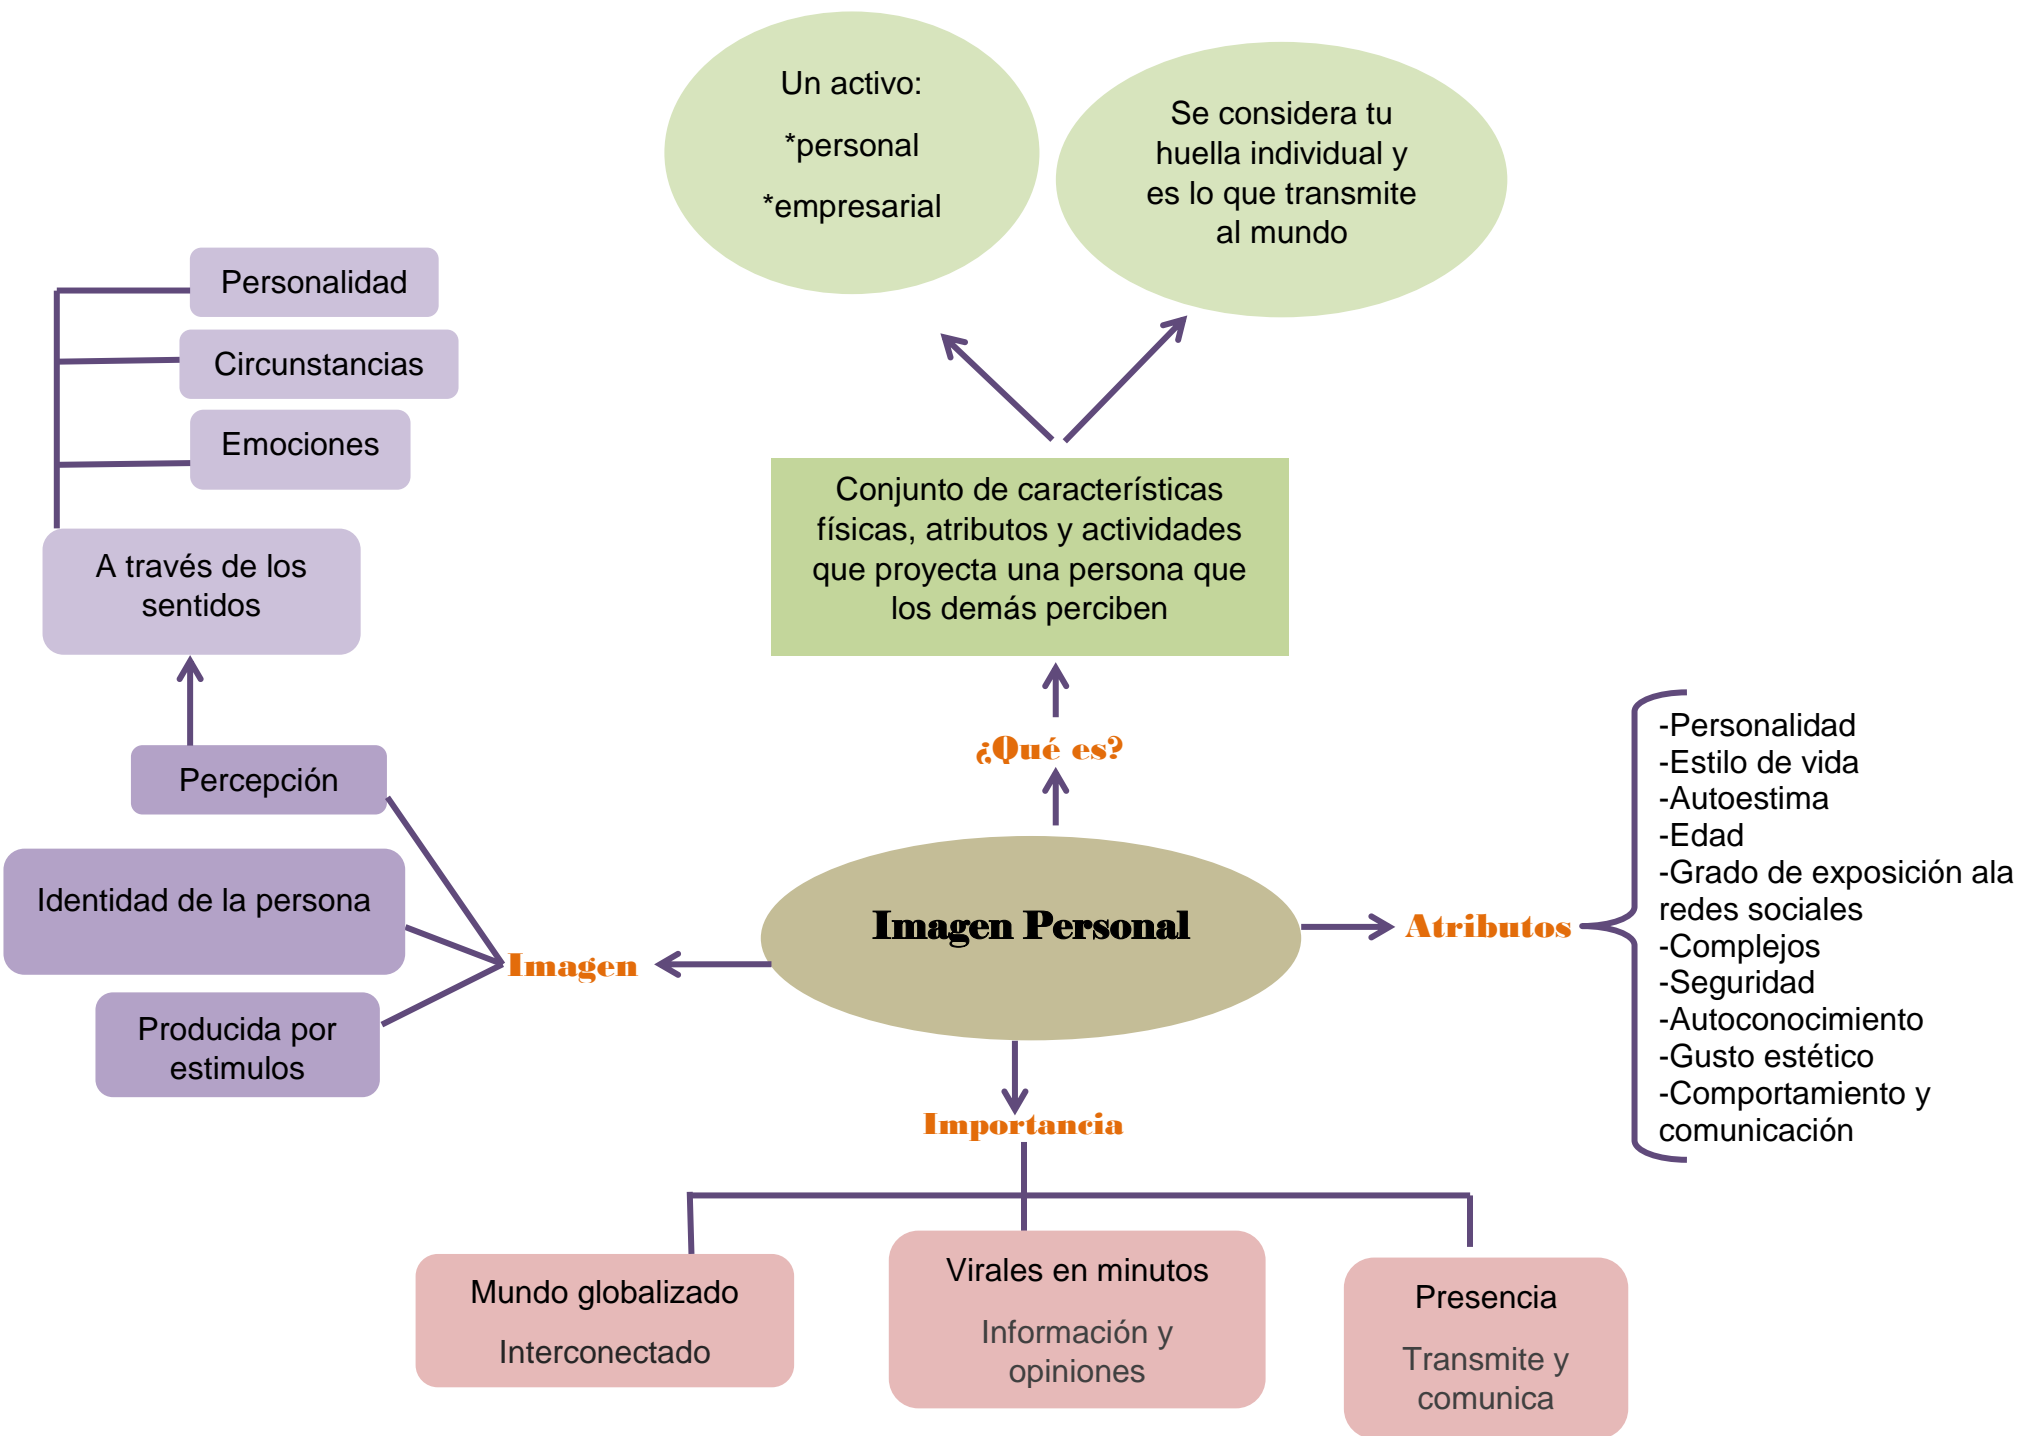 Un activo:
*personal
*empresarial
Se considera tu
huella individual y
es lo que transmite
al mundo
Personalidad
Circunstancias
Emociones
A través de los
sentidos
Conjunto de características
físicas, atributos y actividades
que proyecta una persona que
los demás perciben
¿Qué es?
Percepción
Identidad de la persona
Producida por
estimulos
Imagen
Imagen Personal
Atributos
-Personalidad
-Estilo de vida
-Autoestima
-Edad
-Grado de exposición ala
redes sociales
-Complejos
-Seguridad
-Autoconocimiento
-Gusto estético
-Comportamiento y
comunicación
Importancia
Mundo globalizado
Interconectado
Virales en minutos
Información y
opiniones
Presencia
Transmite y
comunica